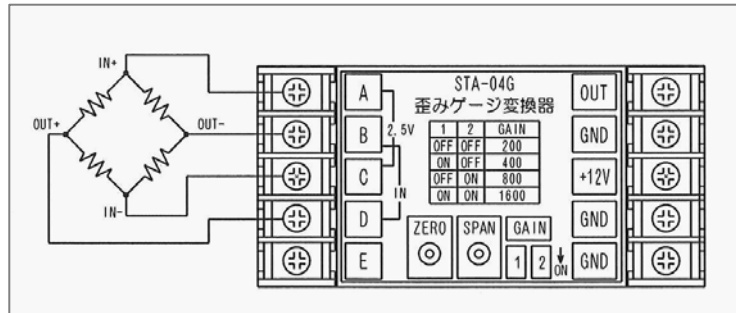 IN+
OUT+
OUT-
IN-
A
B
C
D
E
2.5V
IN
STA-04G
歪みゲージ変換器
1 2 GAIN
OFF OFF 200
ON OFF 400
OFF ON 800
ON ON 1600
ZERO SPAN GAIN
1 2 ON
OUT
GND
+12V
GND
GND